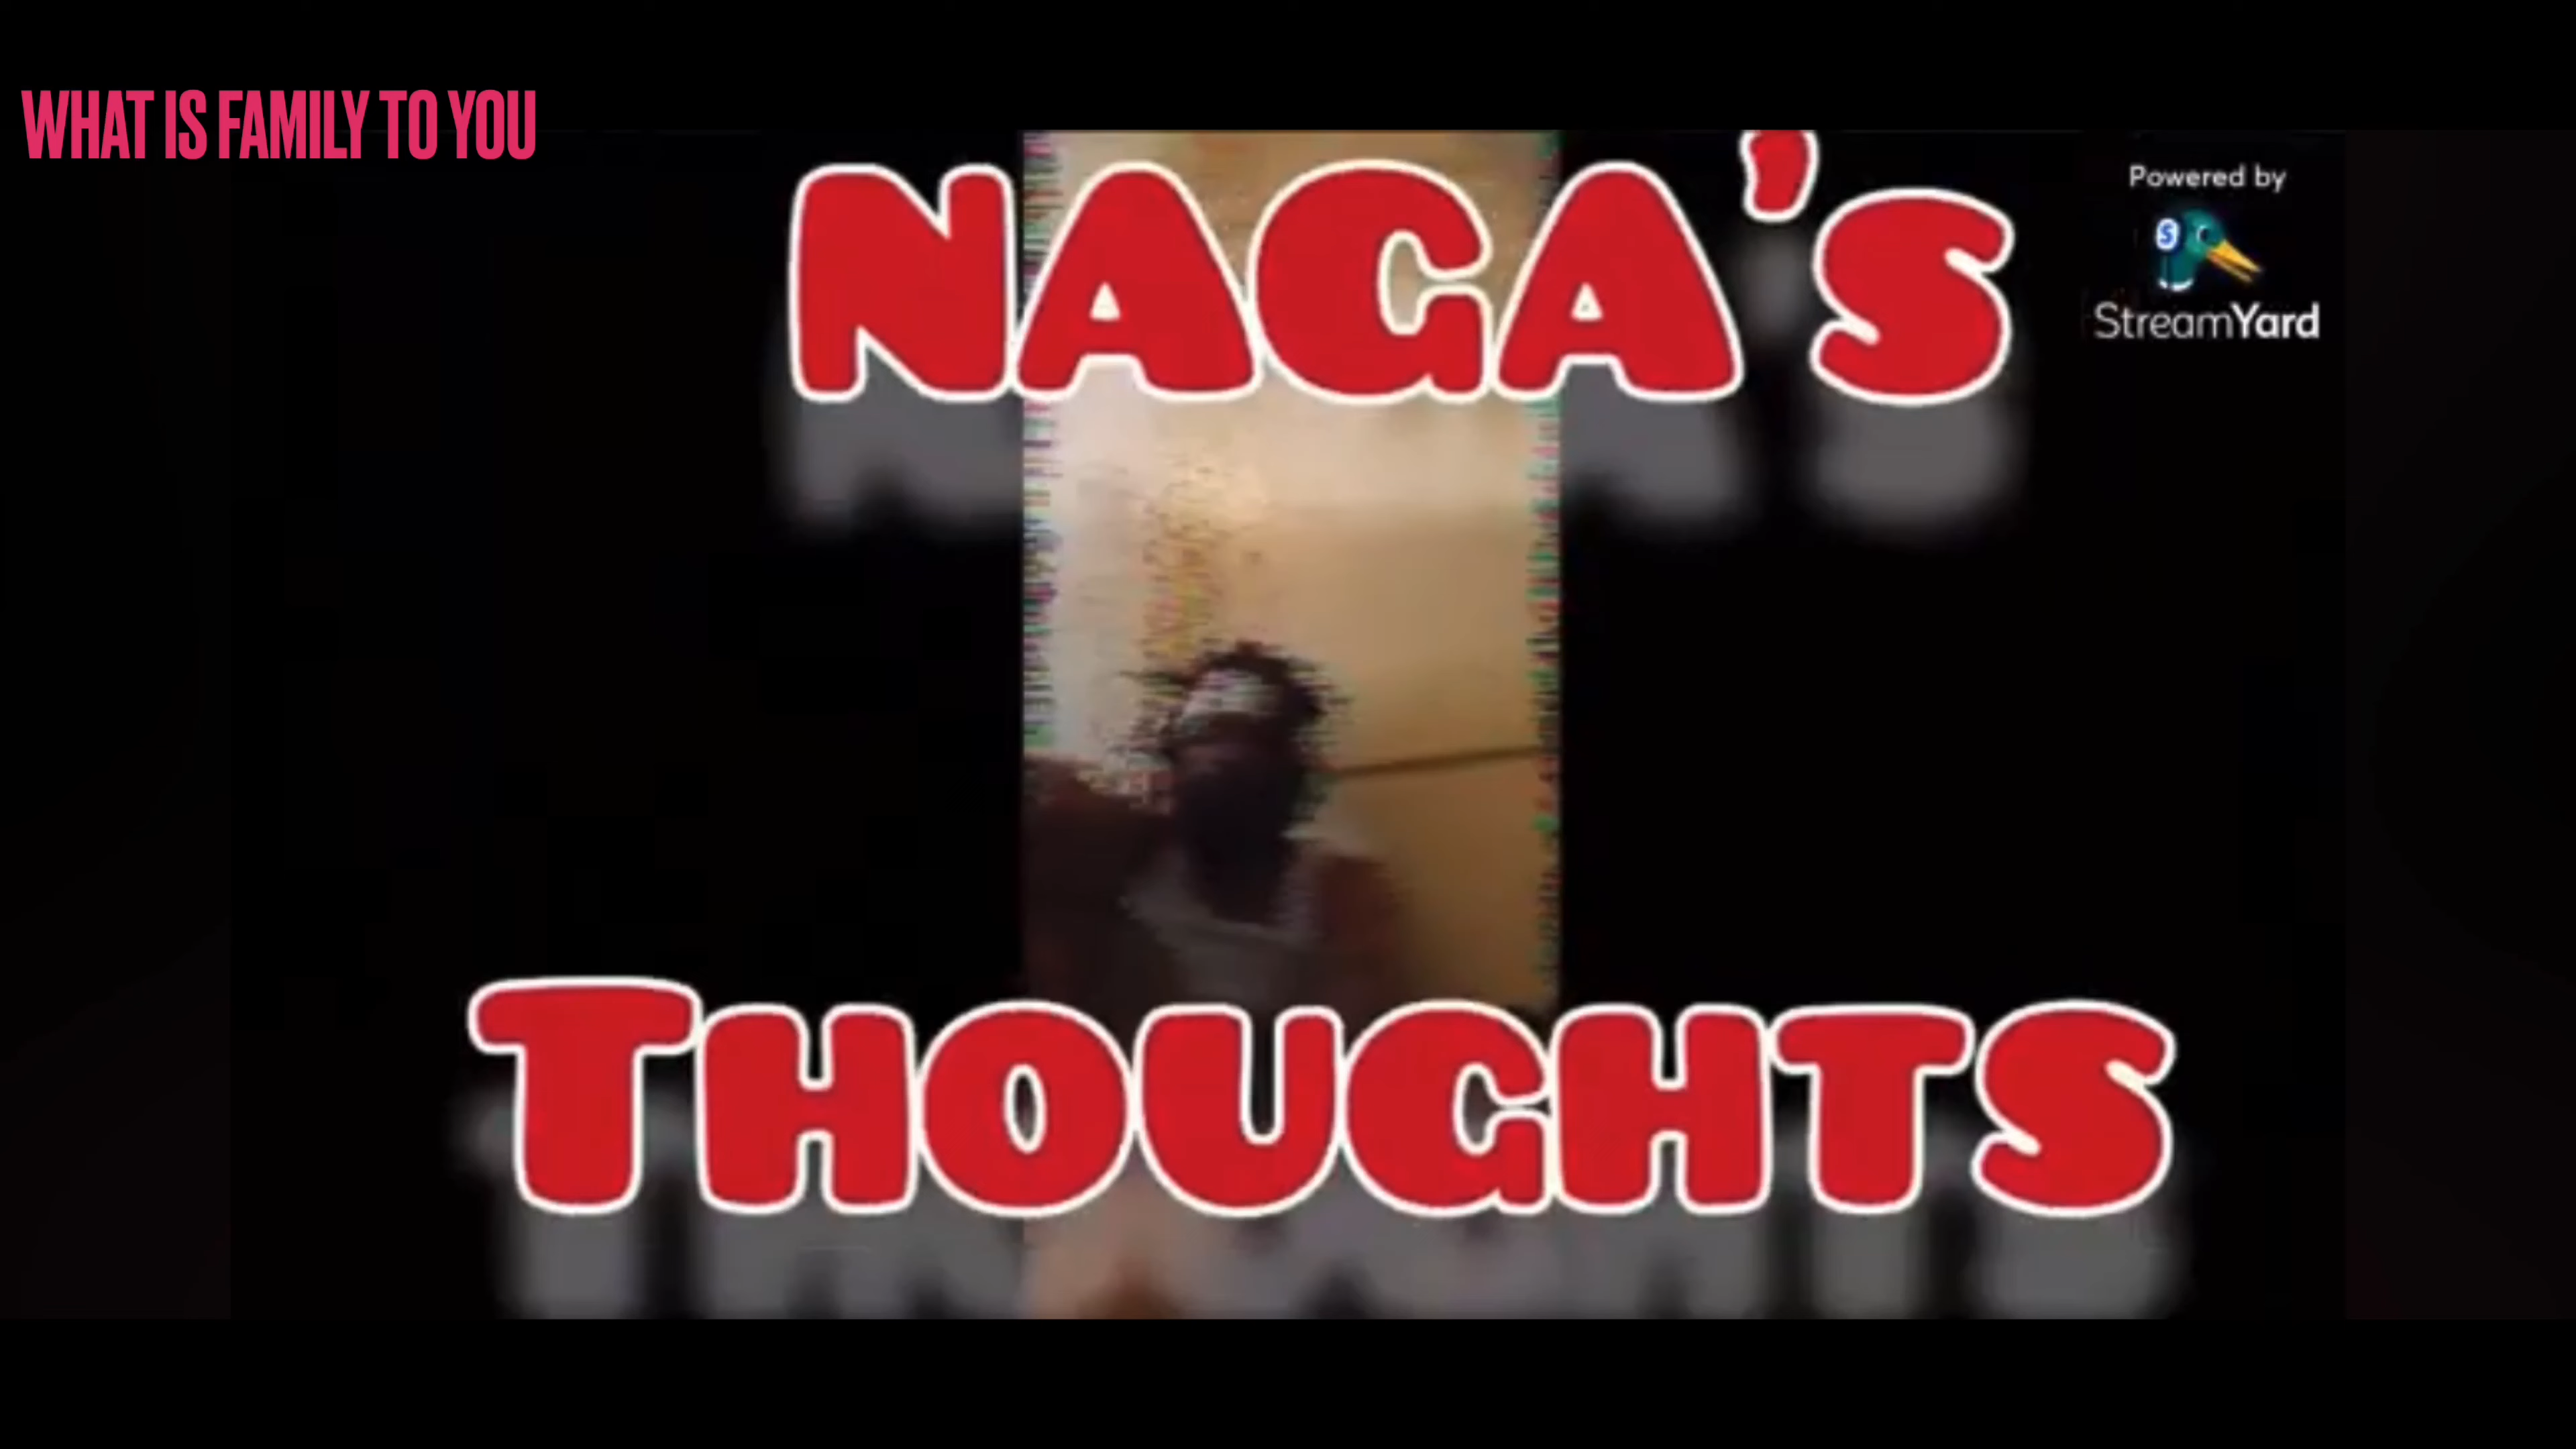 WHAT IS FAMILY TO YOU
NAGA's
Powered by
S
StreamYard
THOUGHTS